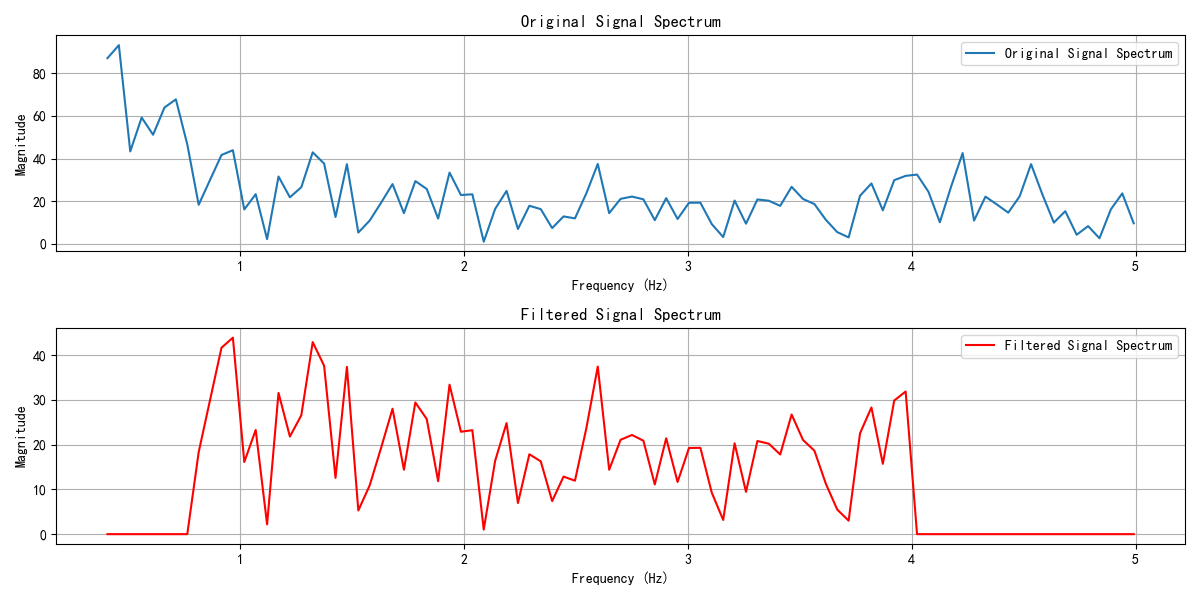 Original Signal Spectrum
Original Signal Spectrum
Magnitude
80
60
40
20
0
1 2 3 4 5
Frequency (Hz)
Filtered Signal Spectrum
Filtered Signal Spectrum
Magnitude
40
30
20
10
0
1 2 3 4 5
Frequency (Hz)